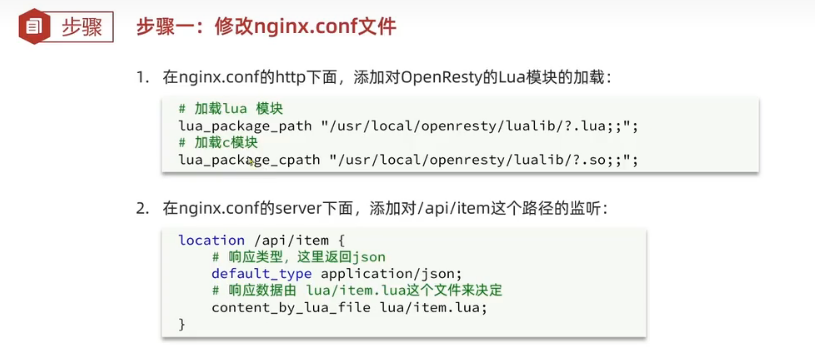 步骤
步骤一：修改nginx.conf文件
1. 在nginx.conf的http下面，添加对OpenResty的Lua模块的加载：
# 加载lua 模块
lua_package_path "/usr/local/openresty/lualib/?.lua;;";
# 加载c模块
lua_package_cpath "/usr/local/openresty/lualib/?.so;;";
2. 在nginx.conf的server下面，添加对/api/item这个路径的监听：
location /api/item {
# 响应类型，这里返回json
default_type application/json;
# 响应数据由 lua/item.lua这个文件来决定
content_by_lua_file lua/item.lua;
}